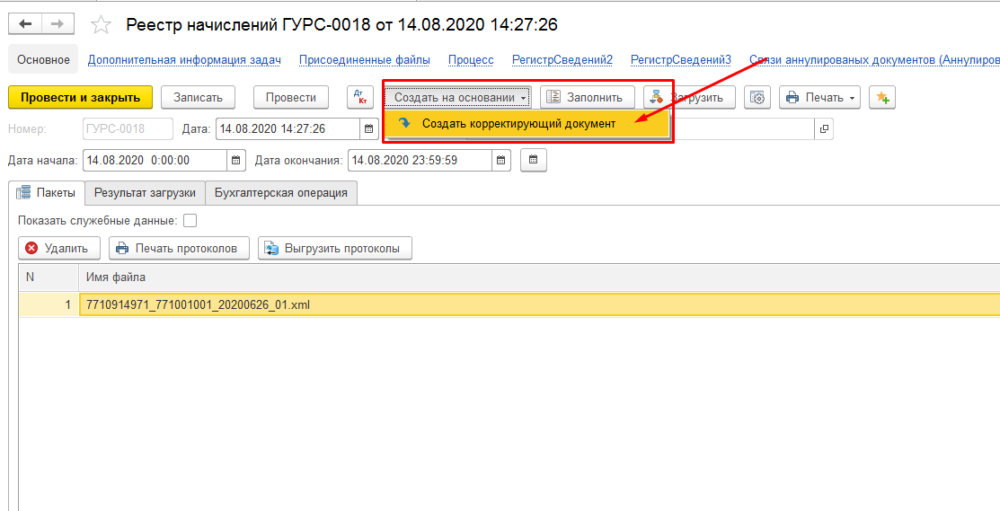 Реестр начислений ГУРС-0018 от 14.08.2020 14:27:26
Основное Дополнительная информация задач Присоединенные файлы Процесс РегистрСведений2 РегистрСведений3 Связи аннулированых документов (Аннулиров
Провести и закрыть Записать Провести Дт Кт Создать на основании Заполнить Загрузить Печать
Создать корректирующий документ
Номер: ГУРС-0018 Дата: 14.08.2020 14:27:26
Дата начала: 14.08.2020 0:00:00 Дата окончания: 14.08.2020 23:59:59
Пакеты Результат загрузки Бухгалтерская операция
Показать служебные данные:
Удалить Печать протоколов Выгрузить протоколы
N Имя файла
1 7710914971_771001001_20200626_01.xml